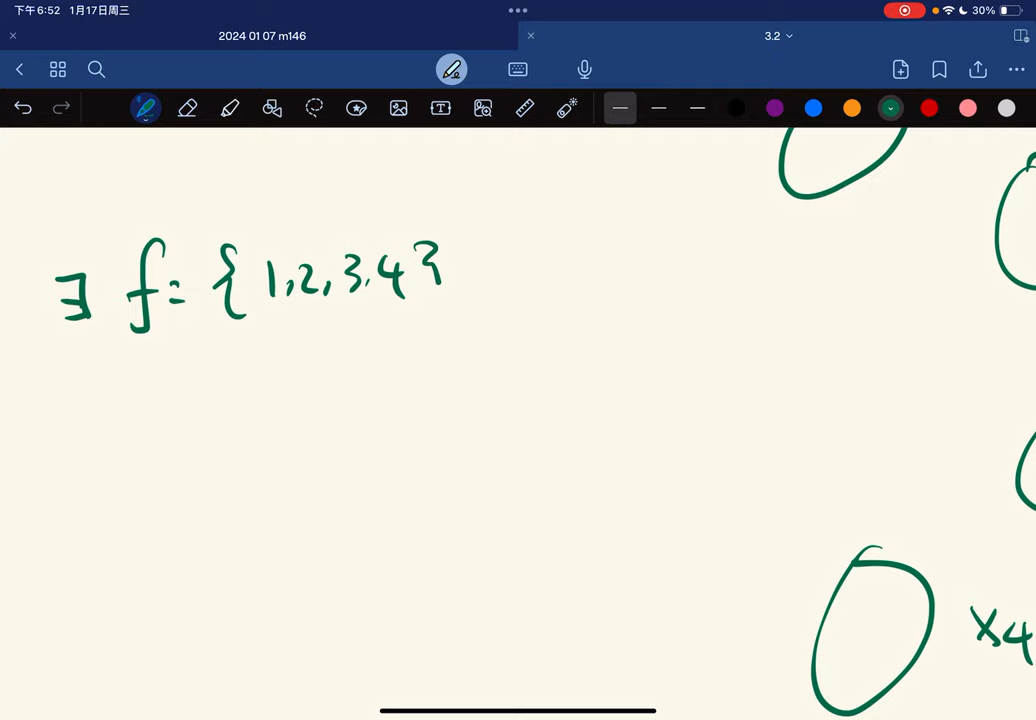 下午6:52 1月17日周三 30%
2024 01 07 m146
3.2
T
∃ f = { 1,2,3,4 }
x4